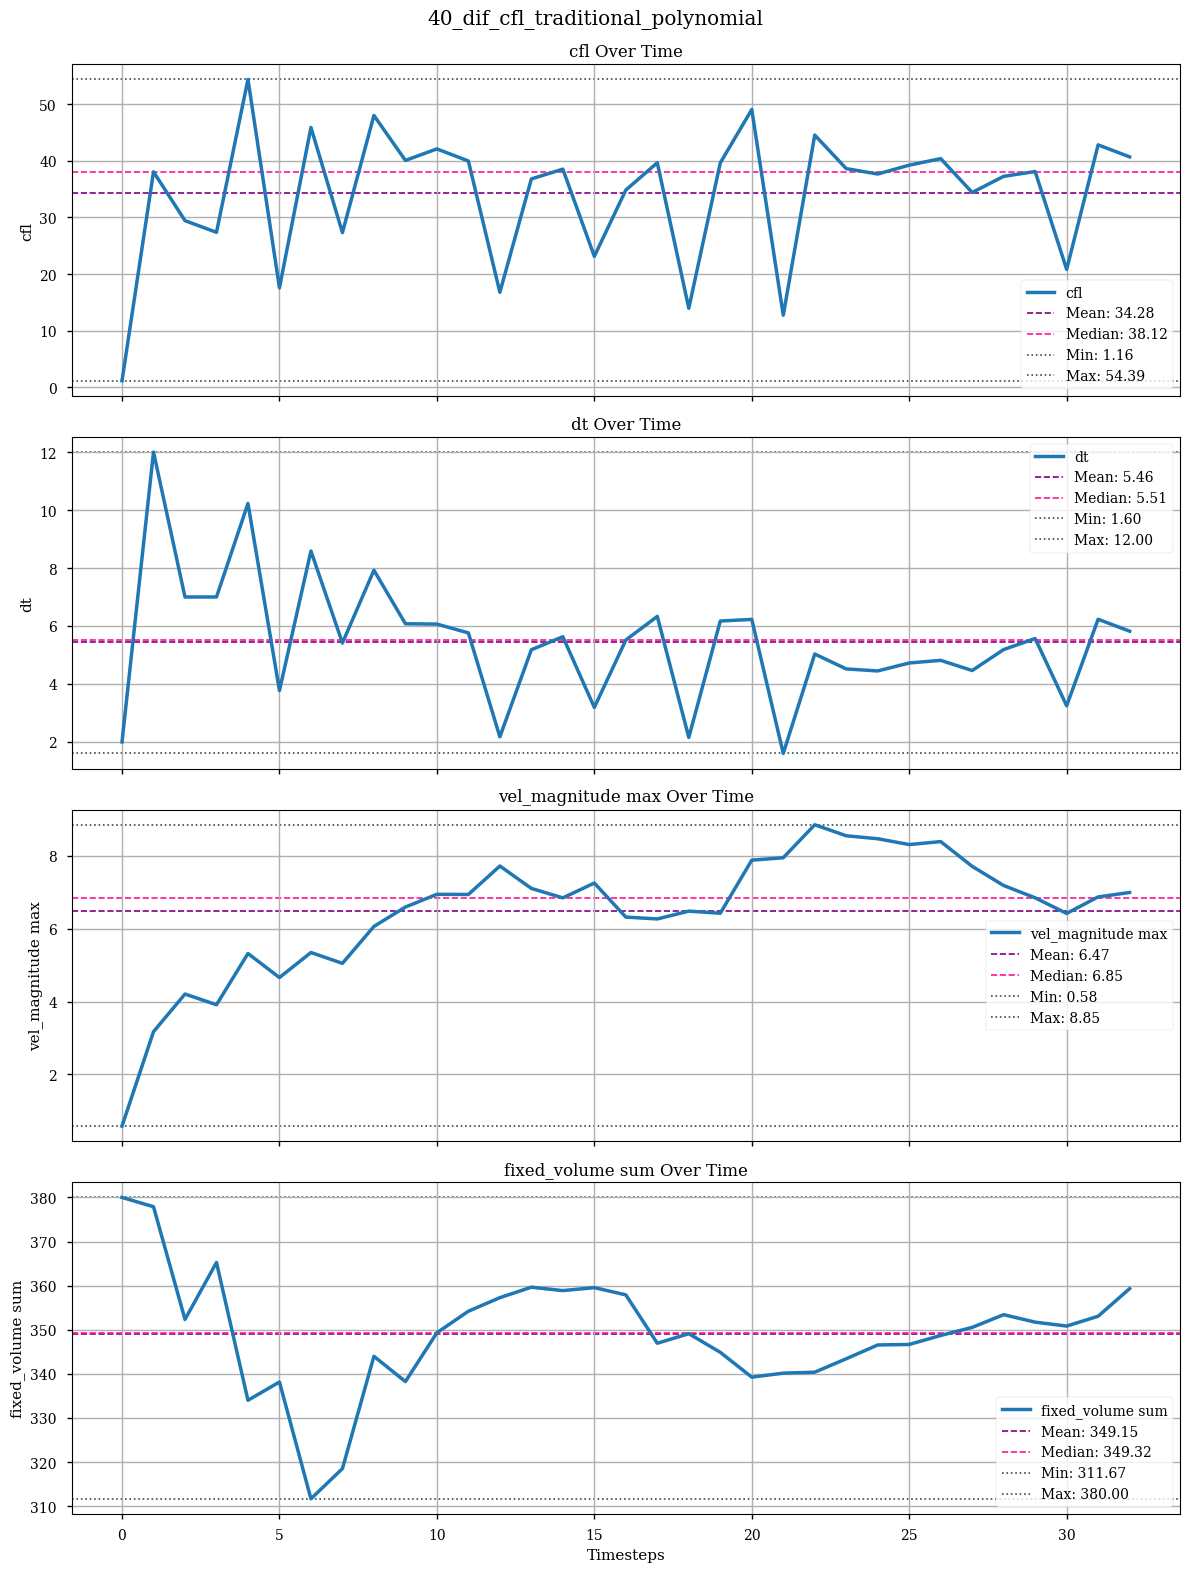 40_dif_cfl_traditional_polynomial
cfl Over Time
50
40
30
20
10
0
cfl
cfl
Mean: 34.28
Median: 38.12
Min: 1.16
Max: 54.39
dt Over Time
12
10
8
6
4
2
dt
dt
Mean: 5.46
Median: 5.51
Min: 1.60
Max: 12.00
vel_magnitude max Over Time
8
6
4
2
vel_magnitude max
vel_magnitude max
Mean: 6.47
Median: 6.85
Min: 0.58
Max: 8.85
fixed_volume sum Over Time
380
370
360
350
340
330
320
310
fixed_volume sum
fixed_volume sum
Mean: 349.15
Median: 349.32
Min: 311.67
Max: 380.00
0 5 10 15 20 25 30
Timesteps